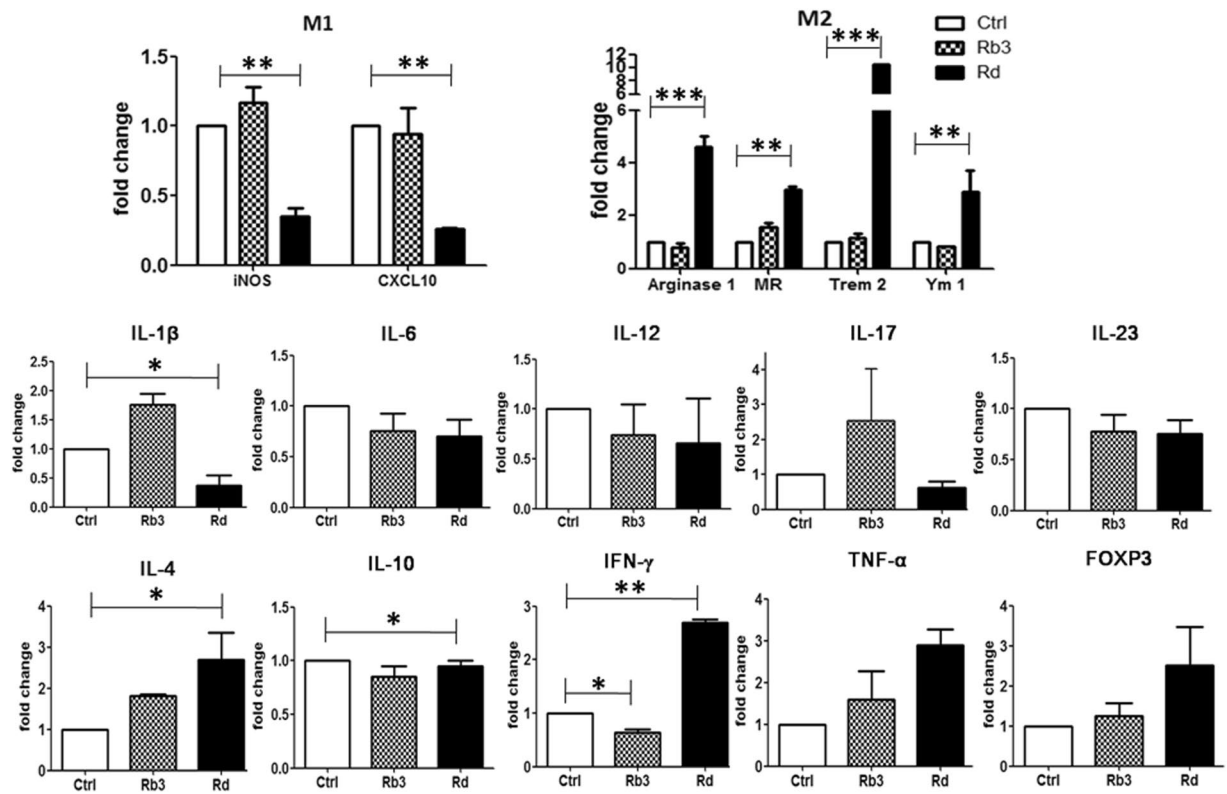 M1
fold change
1.5
1.0
0.5
0.0
** **
iNOS CXCL10
M2
Ctrl
Rb3
Rd
fold change
12
10
8
6
6
4
2
0
*** ** *** **
Arginase 1 MR Trem 2 Ym 1
IL-1β
fold change
2.5
2.0
1.5
1.0
0.5
0.0
*
Ctrl Rb3 Rd
IL-6
fold change
1.5
1.0
0.5
0.0
Ctrl Rb3 Rd
IL-12
fold change
1.5
1.0
0.5
0.0
Ctrl Rb3 Rd
IL-17
fold change
4
3
2
1
0
Ctrl Rb3 Rd
IL-23
fold change
1.5
1.0
0.5
0.0
Ctrl Rb3 Rd
IL-4
fold change
4
3
2
1
0
*
Ctrl Rb3 Rd
IL-10
fold change
1.5
1.0
0.5
0.0
*
Ctrl Rb3 Rd
IFN-γ
fold change
3
2
1
0
**
*
Ctrl Rb3 Rd
TNF-α
fold change
4
3
2
1
0
Ctrl Rb3 Rd
FOXP3
fold change
4
3
2
1
0
Ctrl Rb3 Rd